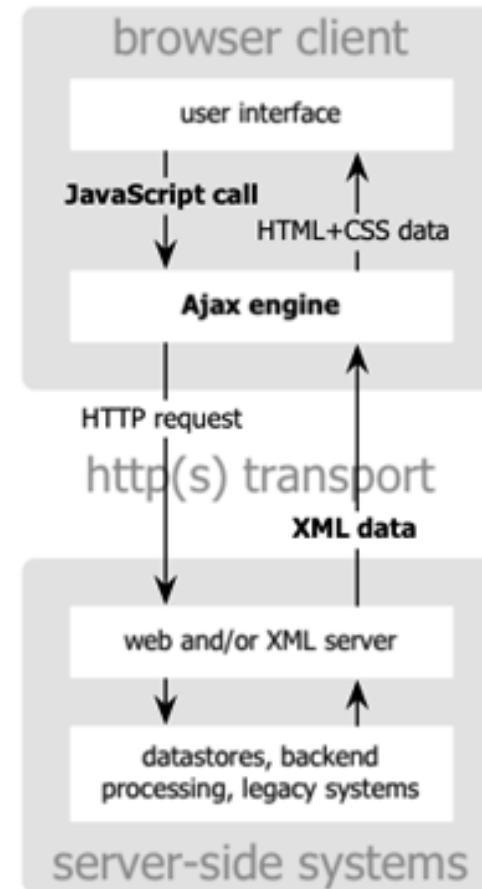 browser client
user interface
JavaScript call
HTML+CSS data
Ajax engine
HTTP request
http(s) transport
XML data
web and/or XML server
datastores, backend
processing, legacy systems
server-side systems